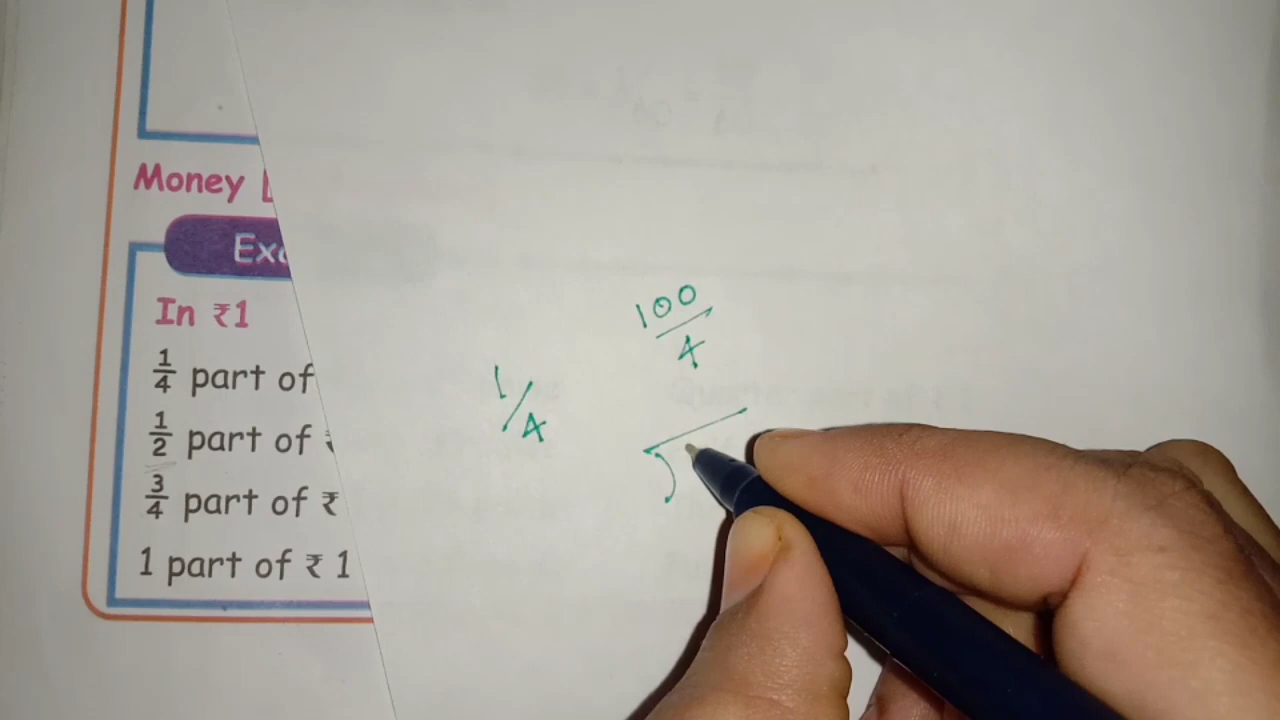 Money
In ₹1
1/4 part of
1/2 part of
3/4 part of ₹
1 part of ₹ 1
100/4
1/4